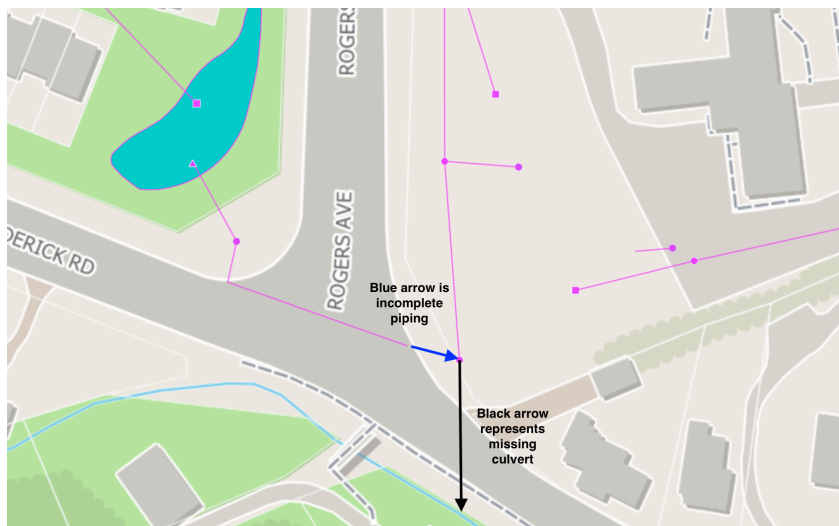 ROGERS
ROGERS AVE
DERICK RD
Blue arrow is
incomplete
piping
Black arrow
represents
missing
culvert